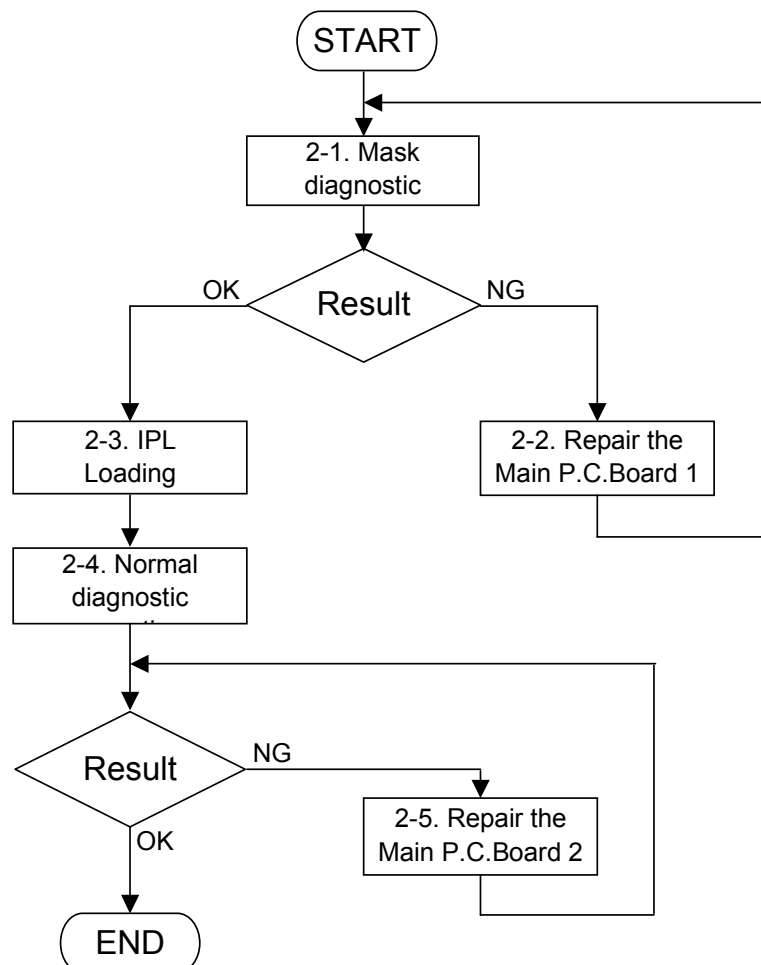 START
2-1. Mask
diagnostic
OK
NG
Result
2-3. IPL
Loading
2-2. Repair the
Main P.C.Board 1
2-4. Normal
diagnostic
Result
NG
OK
2-5. Repair the
Main P.C.Board 2
END